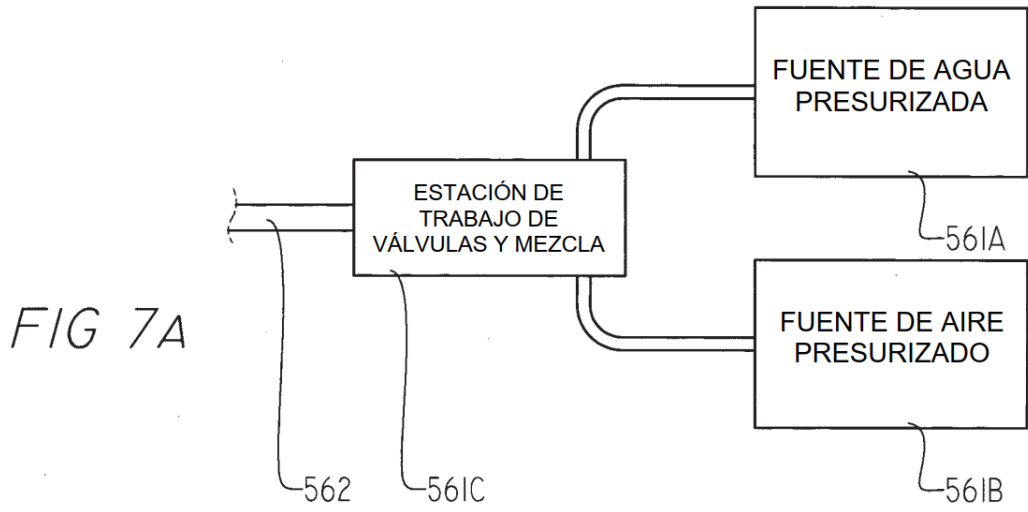 FUENTE DE AGUA
PRESURIZADA
561A
ESTACIÓN DE
TRABAJO DE
VÁLVULAS Y MEZCLA
FUENTE DE AIRE
PRESURIZADO
561B
562
561C
FIG 7A